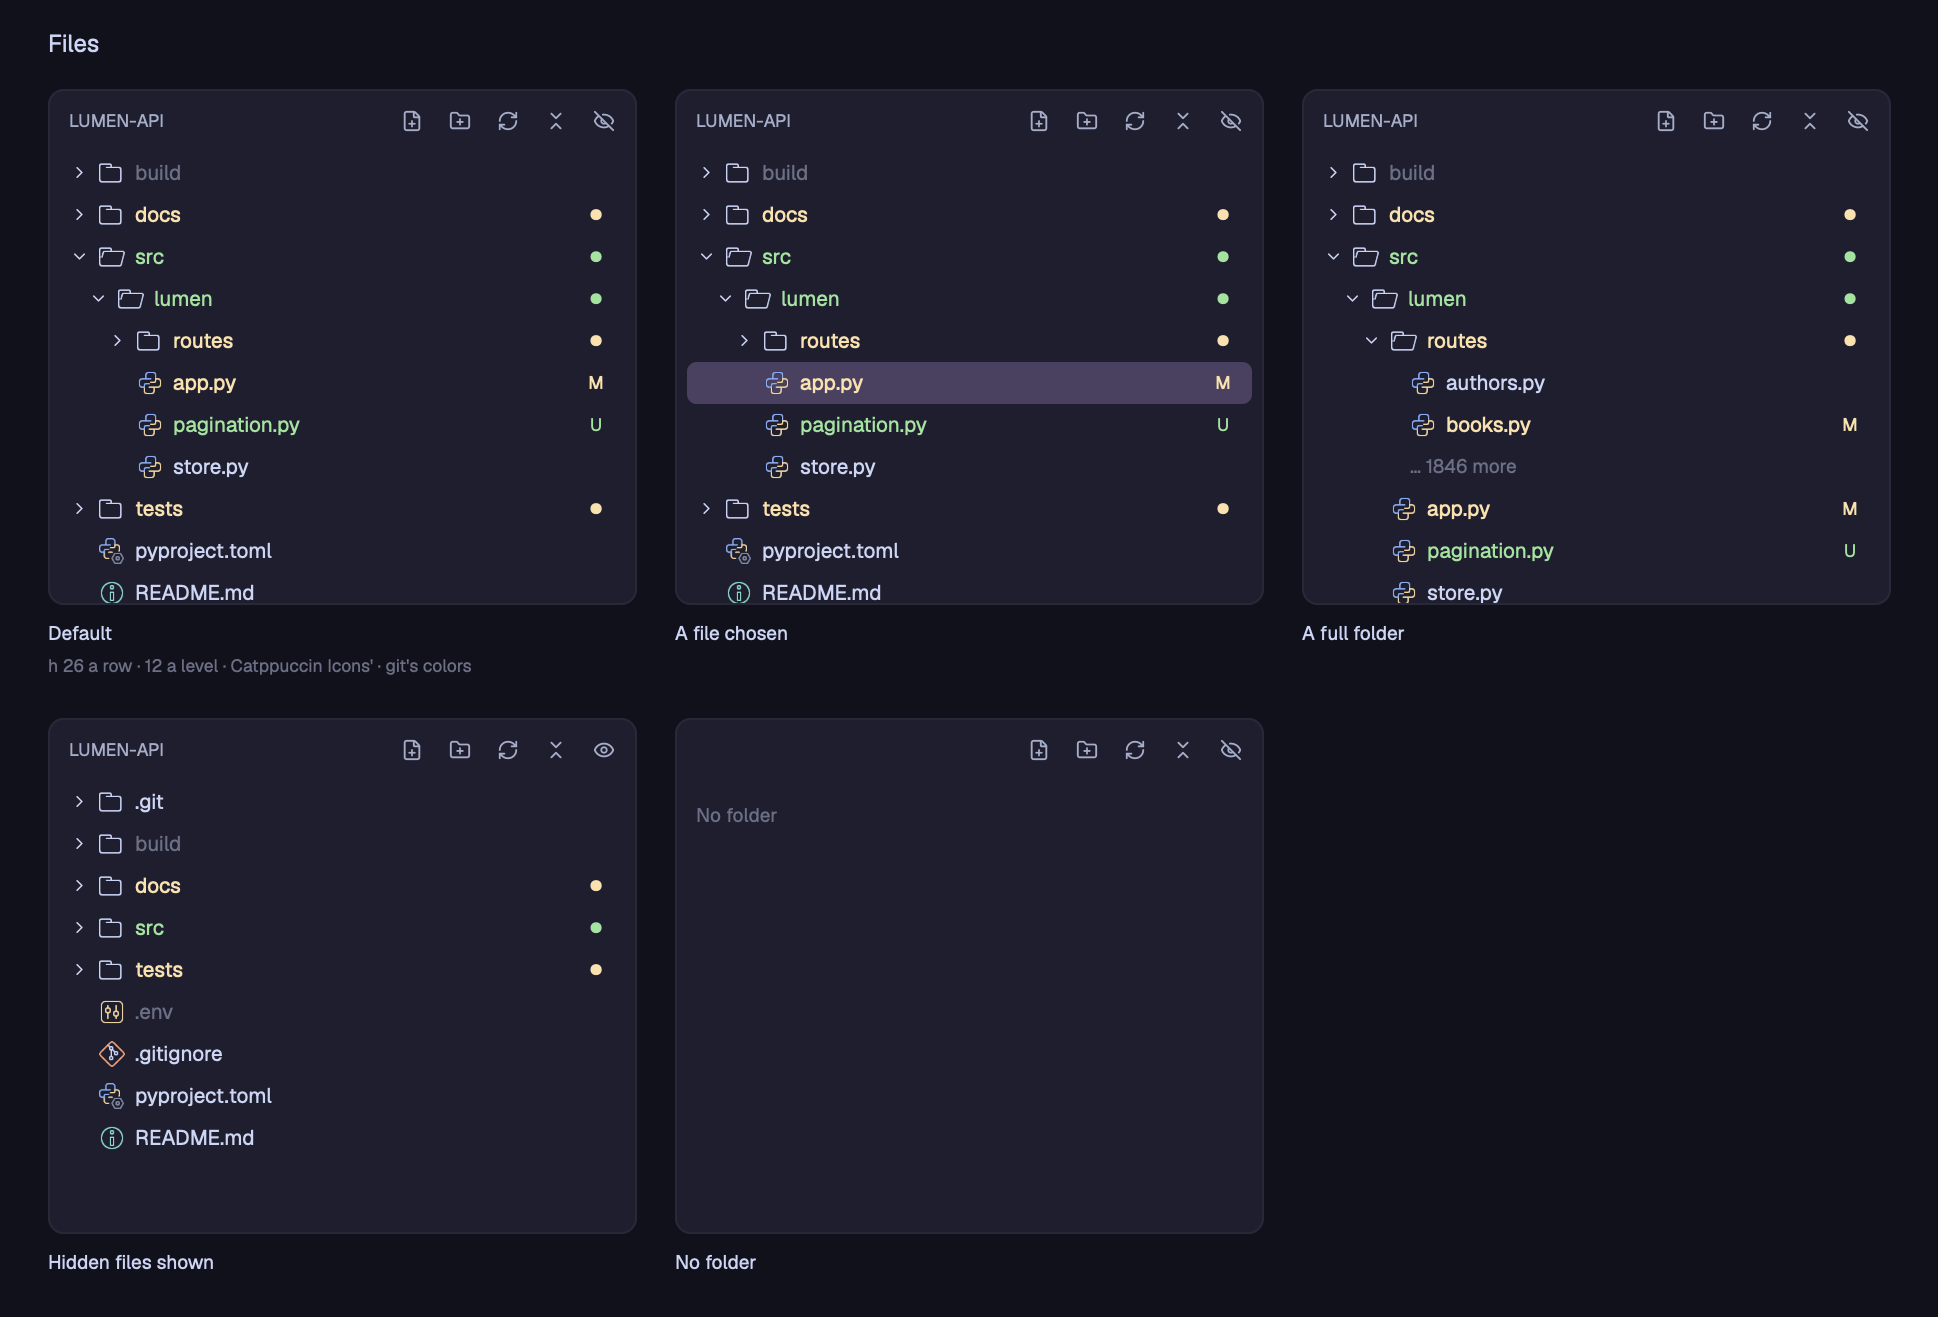 Files
LUMEN-API
build
docs
src
lumen
routes
app.py M
pagination.py U
store.py
tests
pyproject.toml
README.md
Default
h 26 a row · 12 a level · Catppuccin Icons' · git's colors
LUMEN-API
build
docs
src
lumen
routes
app.py M
pagination.py U
store.py
tests
pyproject.toml
README.md
A file chosen
LUMEN-API
build
docs
src
lumen
routes
authors.py
books.py M
... 1846 more
app.py M
pagination.py U
store.py
A full folder
LUMEN-API
.git
build
docs
src
tests
.env
.gitignore
pyproject.toml
README.md
Hidden files shown
No folder
No folder